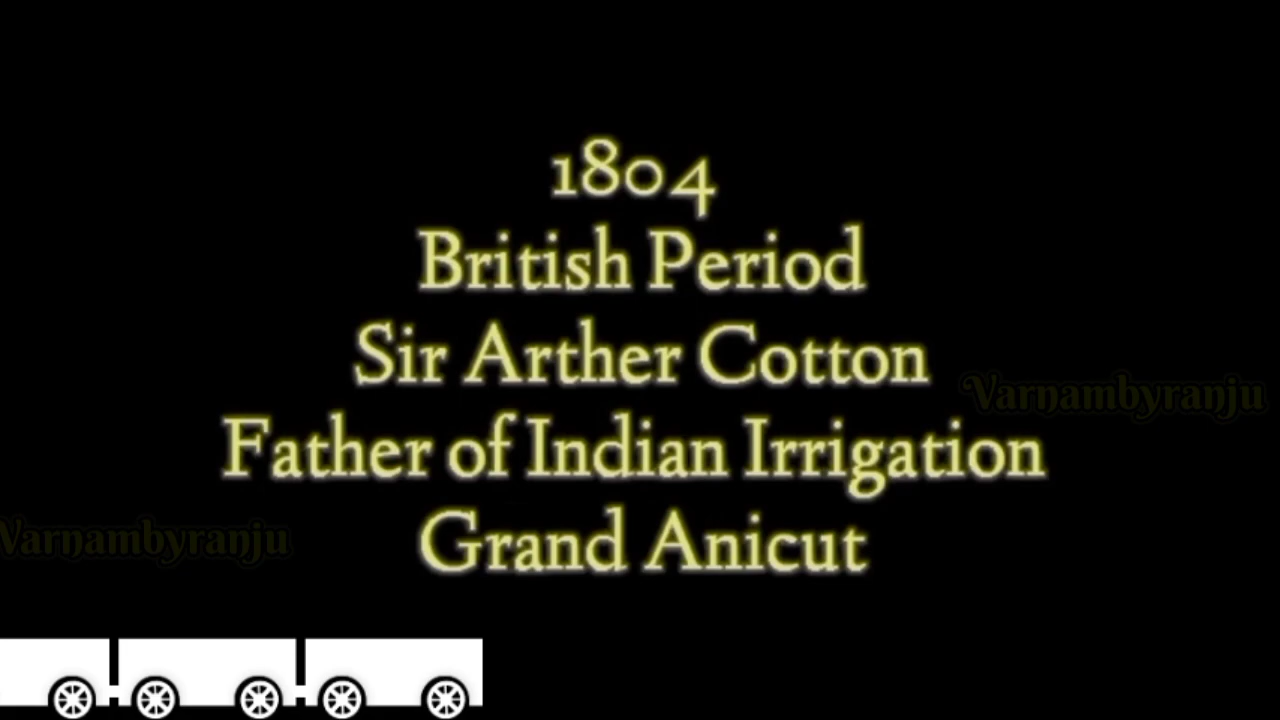 1804
British Period
Sir Arther Cotton
Varnambyranju
Father of Indian Irrigation
Varnambyranju
Grand Anicut